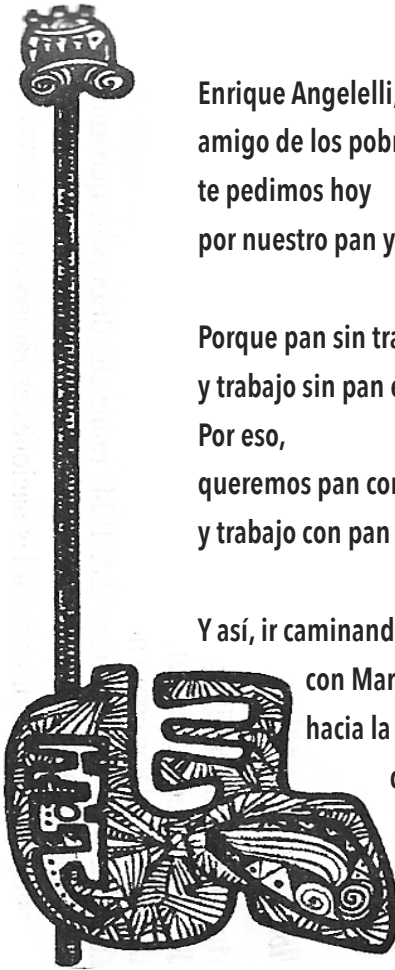 Enrique Angelelli,
amigo de los pobr
te pedimos hoy
por nuestro pan y
Porque pan sin tra
y trabajo sin pan e
Por eso,
queremos pan con
y trabajo con pan
Y así, ir caminand
con Mar
hacia la